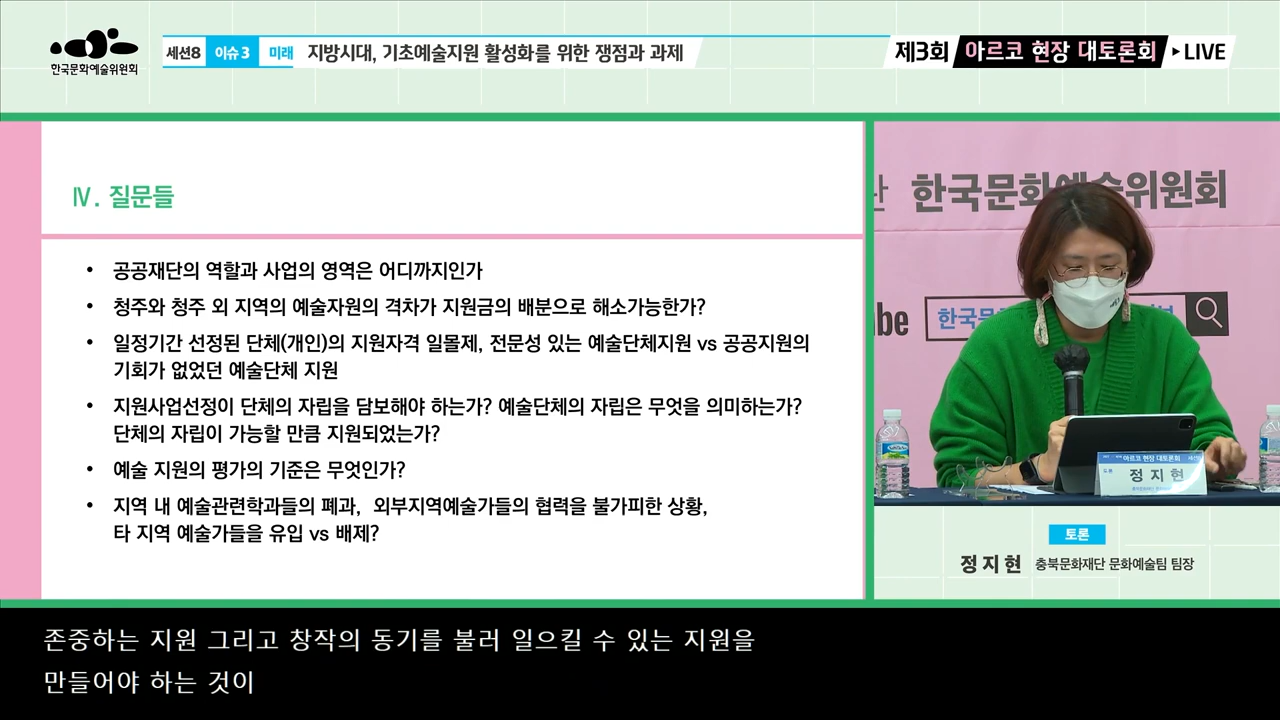 한국문화예술위원회
세션8 이슈 3 미래 지방시대, 기초예술지원 활성화를 위한 쟁점과 과제
제3회 아르코 현장 대토론회 ▸LIVE
Ⅳ. 질문들
• 공공재단의 역할과 사업의 영역은 어디까지인가
• 청주와 청주 외 지역의 예술자원의 격차가 지원금의 배분으로 해소가능한가?
• 일정기간 선정된 단체(개인)의 지원자격 일몰제, 전문성 있는 예술단체지원 vs 공공지원의
기회가 없었던 예술단체 지원
• 지원사업선정이 단체의 자립을 담보해야 하는가? 예술단체의 자립은 무엇을 의미하는가?
단체의 자립이 가능할 만큼 지원되었는가?
• 예술 지원의 평가의 기준은 무엇인가?
• 지역 내 예술관련학과들의 폐과, 외부지역예술가들의 협력을 불가피한 상황,
타 지역 예술가들을 유입 vs 배제?
한국문화예술위원회
be 한국문
아르코 현장 대토론회
정지현
토론
정지현 충북문화재단 문화예술팀 팀장
존중하는 지원 그리고 창작의 동기를 불러 일으킬 수 있는 지원을
만들어야 하는 것이